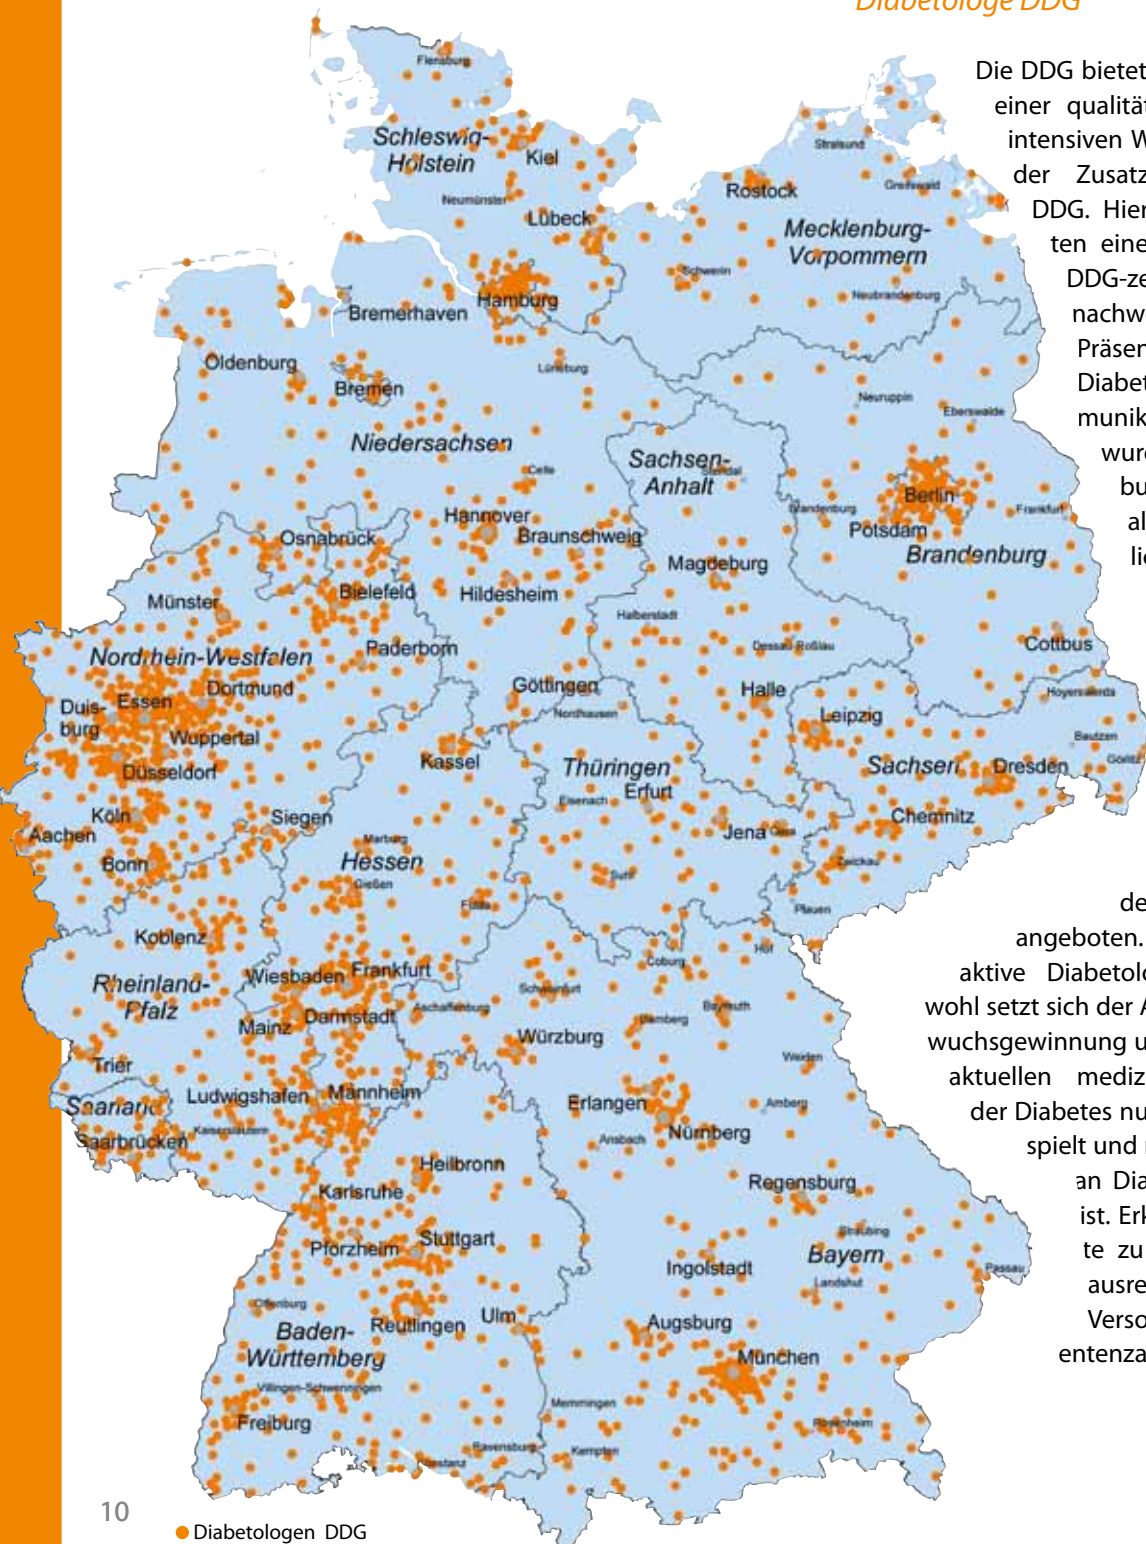 Diabetologe DDG
Die DDG bietet
einer qualitä
intensiven W
der Zusatz
DDG. Hier
ten eine
DDG-ze
nachw
Präsen
Diabet
munik
wur
bu
al
li
de
angeboten.
aktive Diabetol
wohl setzt sich der A
wuchsgewinnung u
aktuellen mediz
der Diabetes nu
spielt und
an Dia
ist. Erk
te zu
ausre
Verso
entenza
Flensburg
Schleswig-
Holstein
Kiel
Neumünster
Lübeck
Stralsund
Rostock
Greifswald
Mecklenburg-
Vorpommern
Schwerin
Neubrandenburg
Hamburg
Bremerhaven
Oldenburg
Bremen
Lüneburg
Neuruppin
Eberswalde
Niedersachsen
Celle
Sachsen-
Anhalt
Stendal
Berlin
Brandenburg
Frankfurt
Potsdam
Brandenburg
Hannover
Braunschweig
Osnabrück
Magdeburg
Bielefeld
Hildesheim
Münster
Halberstadt
Paderborn
Dessau-Roßlau
Cottbus
Nordrhein-Westfalen
Göttingen
Halle
Hoyerswerda
Dortmund
Essen
Duis-
burg
Nordhausen
Leipzig
Wuppertal
Bautzen
Düsseldorf
Kassel
Thüringen
Sachsen
Dresden
Görlitz
Eisenach
Erfurt
Köln
Siegen
Chemnitz
Aachen
Marburg
Jena
Gera
Bonn
Hessen
Zwickau
Gießen
Suhl
Fulda
Plauen
Koblenz
Hof
Coburg
Wiesbaden
Frankfurt
Rheinland-
Pfalz
Schweinfurt
Aschaffenburg
Bayreuth
Mainz
Darmstadt
Bamberg
Würzburg
Trier
Weiden
Ludwigshafen
Mannheim
Saarland
Erlangen
Amberg
Kaiserslautern
Nürnberg
Saarbrücken
Ansbach
Heilbronn
Regensburg
Karlsruhe
Straubing
Pforzheim
Stuttgart
Bayern
Ingolstadt
Passau
Landshut
Offenburg
Ulm
Reutlingen
Augsburg
Baden-
Württemberg
München
Villingen-Schwenningen
Memmingen
Freiburg
Rosenheim
Ravensburg
Kempten
Konstanz
10
Diabetologen DDG